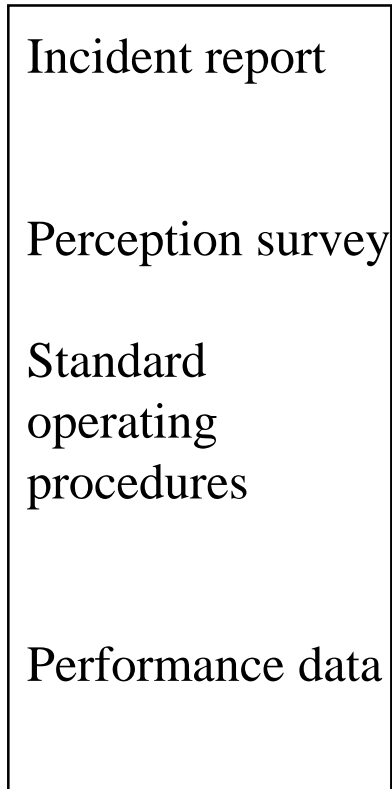 Incident report
Perception survey
Standard
operating
procedures
Performance data